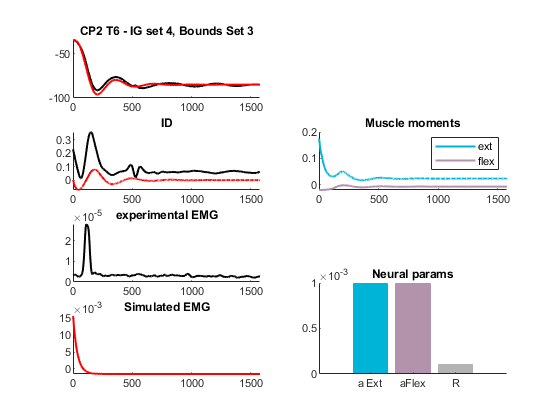 CP2 T6 - IG set 4, Bounds Set 3
-50
-100
0 500 1000 1500
ID
0.3
0.2
0.1
0
0 500 1000 1500
experimental EMG
×10-5
2
1
0
0 500 1000 1500
Simulated EMG
×10-3
15
10
5
0
0 500 1000 1500
Muscle moments
0.2
0.1
0
ext
flex
0 500 1000 1500
Neural params
×10-3
1
0.5
0
a Ext aFlex R